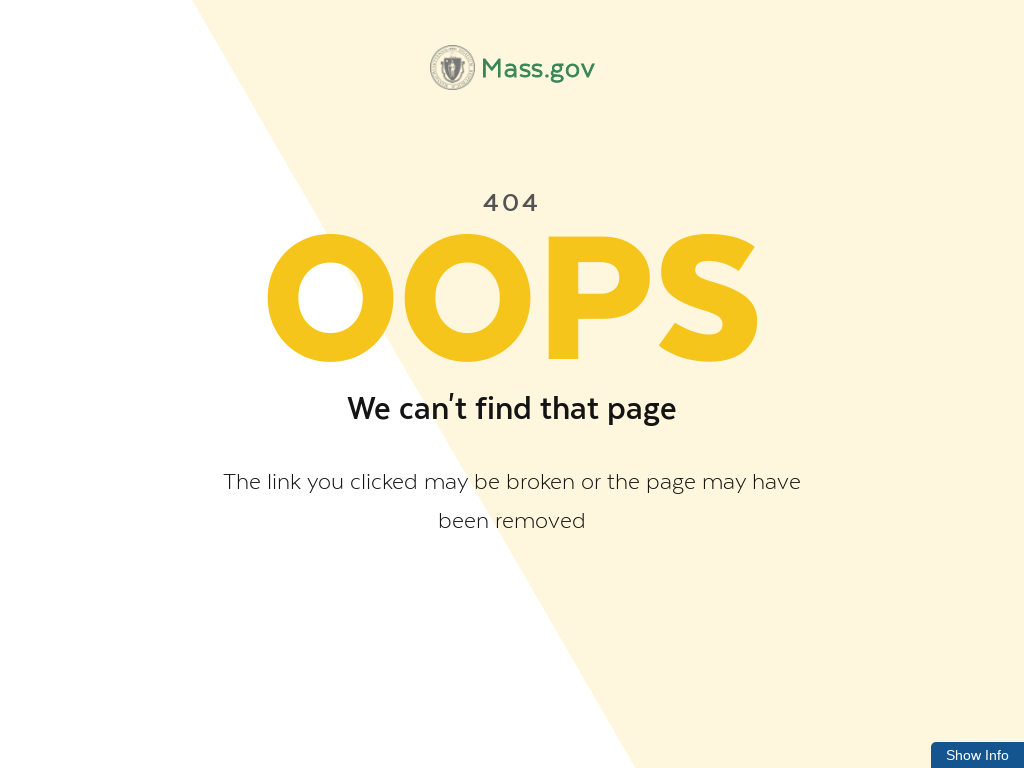 Mass.gov
404
OOPS
We can't find that page
The link you clicked may be broken or the page may have
been removed
Show Info